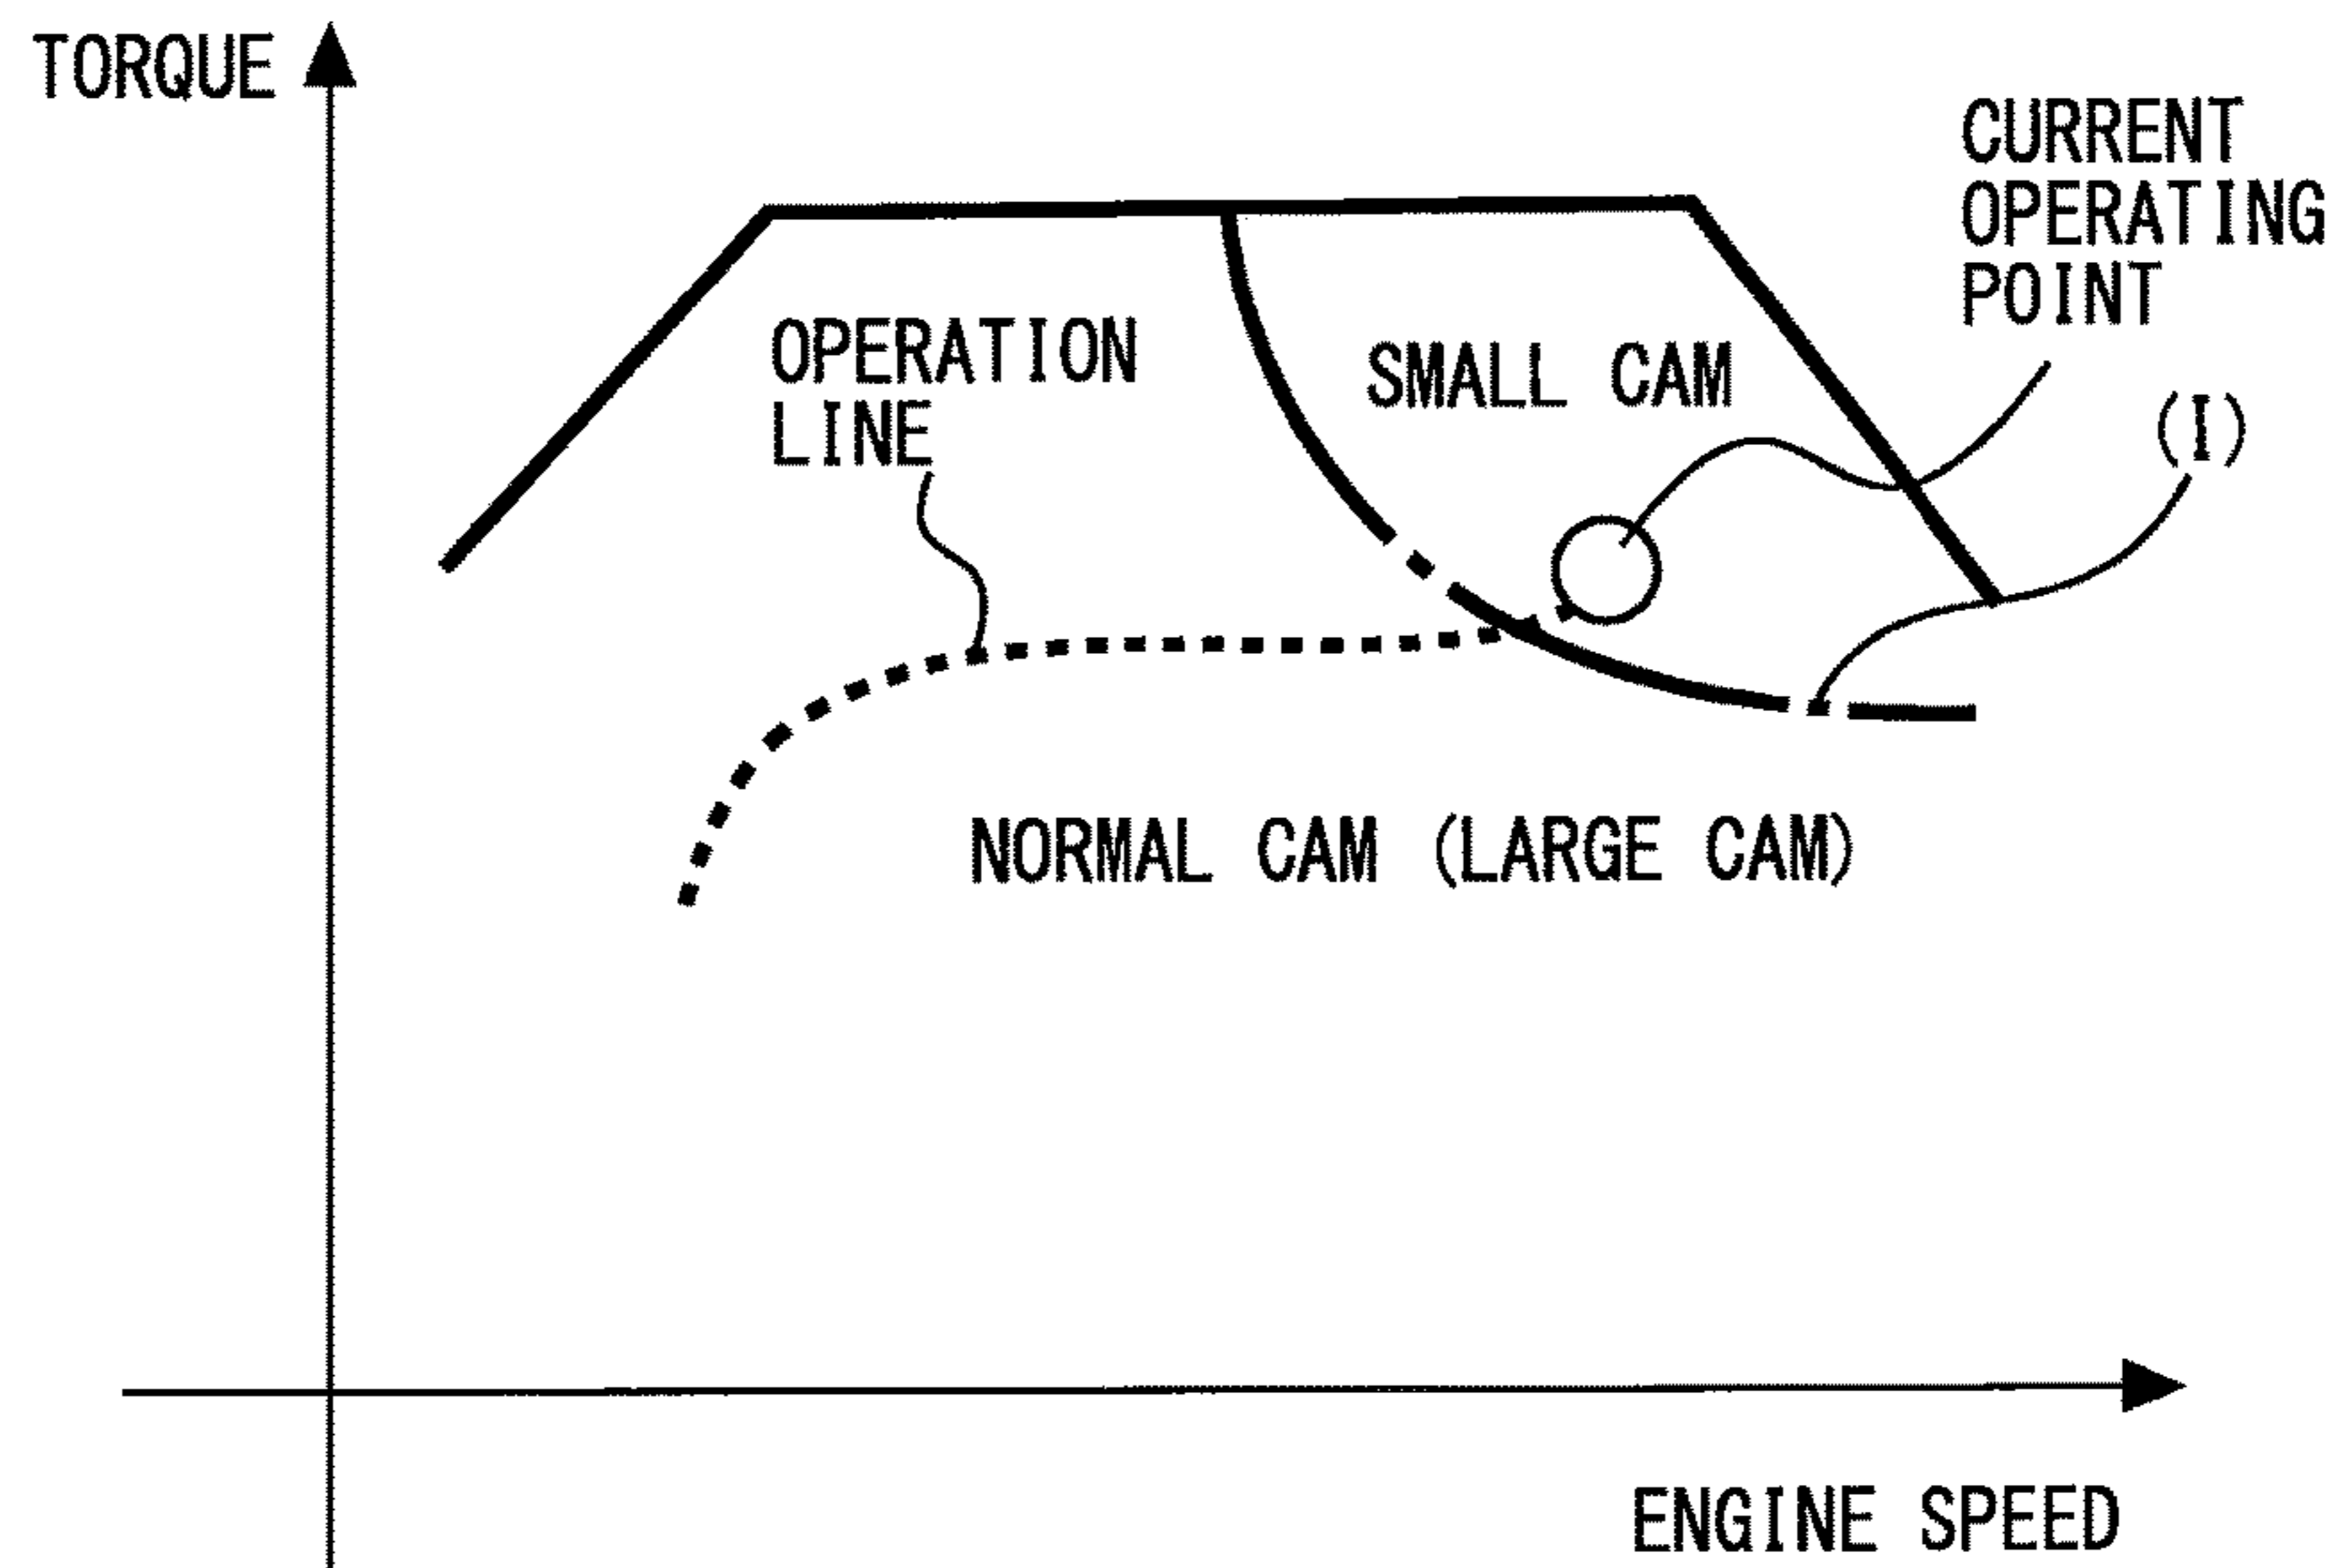 TORQUE
CURRENT
OPERATING
POINT
OPERATION
LINE
SMALL CAM
(I)
NORMAL CAM (LARGE CAM)
ENGINE SPEED